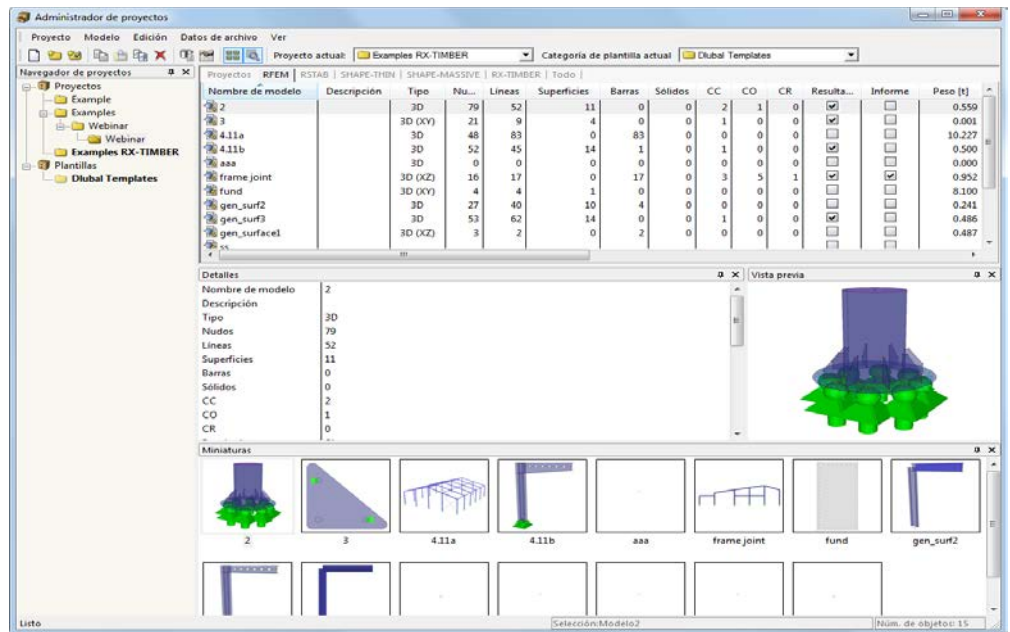 Administrador de proyectos
Proyecto Modelo Edición Datos de archivo Ver
Proyecto actual: Examples RX-TIMBER Categoría de plantilla actual Dlubal Templates
Navegador de proyectos
Proyectos
Example
Examples
Webinar
Webinar
Examples RX-TIMBER
Plantillas
Dlubal Templates
Proyectos RFEM RSTAB SHAPE-THIN SHAPE-MASSIVE RX-TIMBER Todo
Nombre de modelo Descripción Tipo Nu... Líneas Superficies Barras Sólidos CC CO CR Resulta... Informe Peso [t]
2 3D 79 52 11 0 0 2 1 0 0.559
3 3D (XY) 21 9 4 0 0 1 0 0 0.001
4.11a 3D 48 83 0 83 0 0 0 0 10.227
4.11b 3D 52 45 14 1 0 1 0 0 0.500
aaa 3D 0 0 0 0 0 0 0 0 0.000
frame joint 3D (XZ) 16 17 0 17 0 3 5 1 0.952
fund 3D (XY) 4 4 1 0 0 0 0 0 8.100
gen_surf2 3D 27 40 10 4 0 0 0 0 0.241
gen_surf3 3D 53 62 14 0 0 1 0 0 0.486
gen_surface1 3D (XZ) 3 2 0 2 0 0 0 0 0.487
ss
Detalles
Nombre de modelo 2
Descripción
Tipo 3D
Nudos 79
Líneas 52
Superficies 11
Barras 0
Sólidos 0
CC 2
CO 1
CR 0
Vista previa
Miniaturas
2 3 4.11a 4.11b aaa frame joint fund gen_surf2
Listo Selección:Modelo2 Núm. de objetos: 15